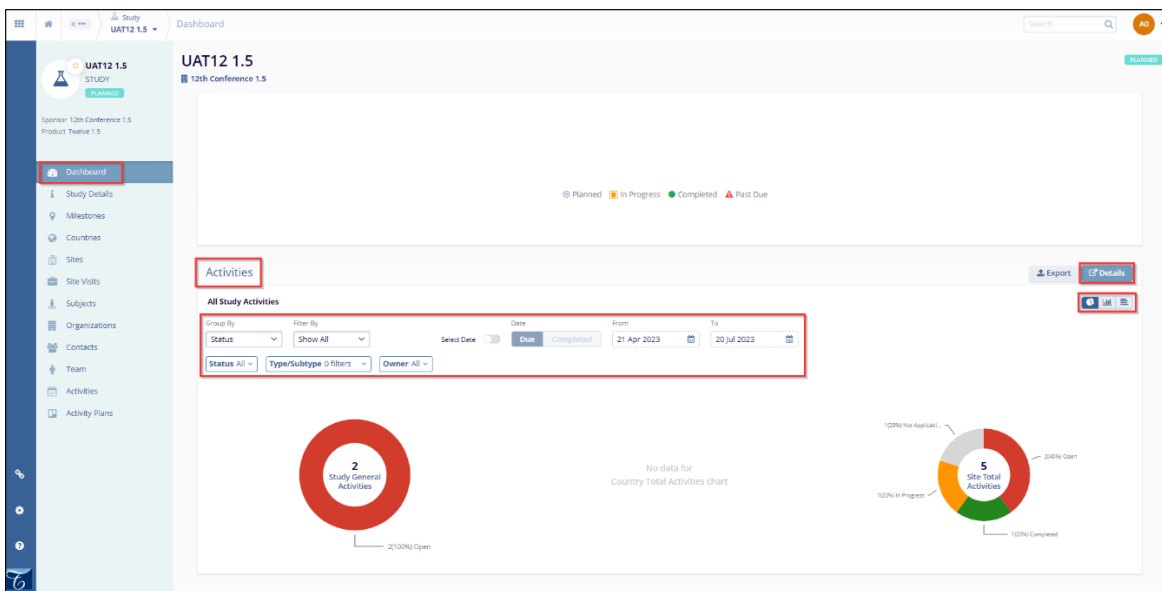 Study
UAT12 1.5
Dashboard
Search
AO
UAT12 1.5
STUDY
PLANNED
Sponsor 12th Conference 1.5
Product Twelve 1.5
Dashboard
Study Details
Milestones
Countries
Sites
Site Visits
Subjects
Organizations
Contacts
Team
Activities
Activity Plans
UAT12 1.5
12th Conference 1.5
PLANNED
Planned In Progress Completed Past Due
Activities
Export Details
All Study Activities
Group By Filter By Date From To
Status Show All Select Date Due Completed 21 Apr 2023 20 Jul 2023
Status All Type/Subtype 0 filters Owner All
2
Study General
Activities
2(100%) Open
No data for
Country Total Activities chart
1(20%) Not Applicabl...
2(40%) Open
5
Site Total
Activities
1(20%) In Progress
1(20%) Completed